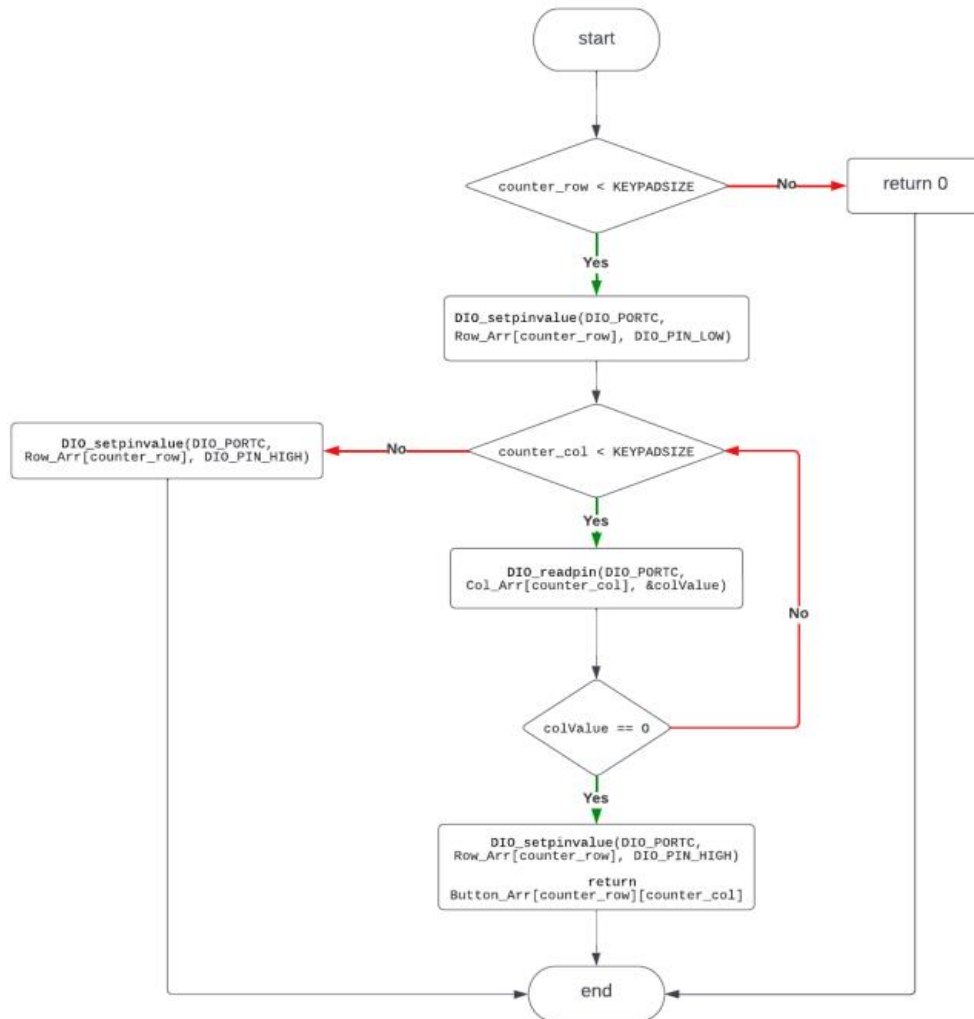 start
counter_row < KEYPADSIZE
No
return 0
Yes
DIO_setpinvalue(DIO_PORTC,
Row_Arr[counter_row], DIO_PIN_LOW)
counter_col < KEYPADSIZE
No
DIO_setpinvalue(DIO_PORTC,
Row_Arr[counter_row], DIO_PIN_HIGH)
Yes
DIO_readpin(DIO_PORTC,
Col_Arr[counter_col], &colValue)
No
colValue == 0
Yes
DIO_setpinvalue(DIO_PORTC,
Row_Arr[counter_row], DIO_PIN_HIGH)
return
Button_Arr[counter_row][counter_col]
end